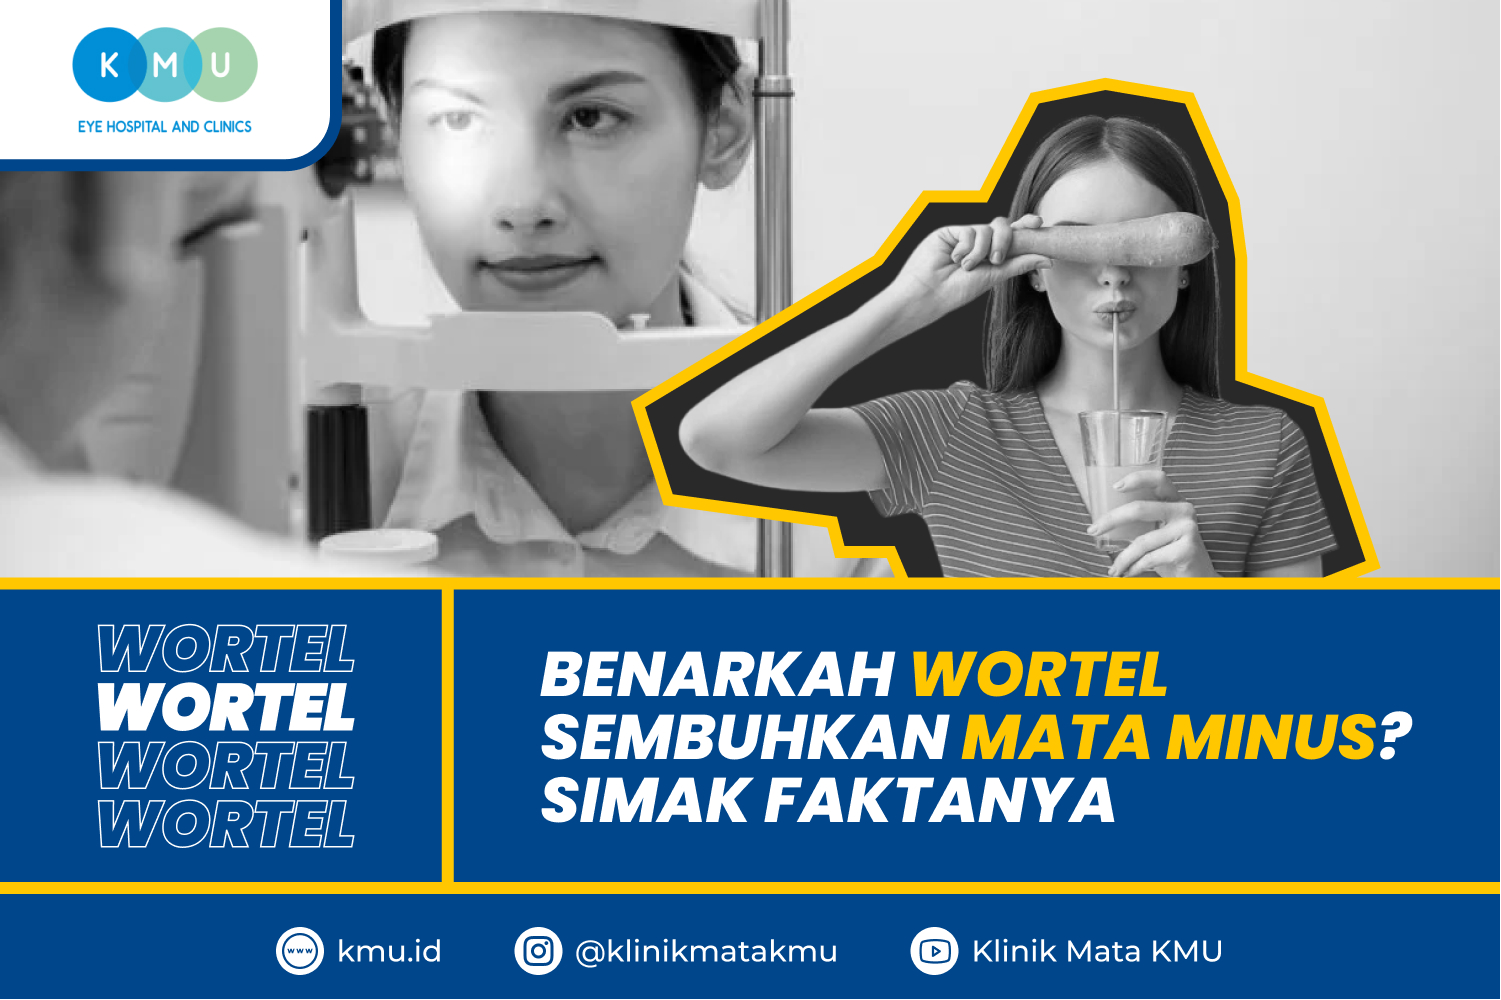 K M U
EYE HOSPITAL AND CLINICS
WORTEL
WORTEL
WORTEL
WORTEL
BENARKAH WORTEL
SEMBUHKAN MATA MINUS?
SIMAK FAKTANYA
www
kmu.id
@klinikmatakmu
Klinik Mata KMU